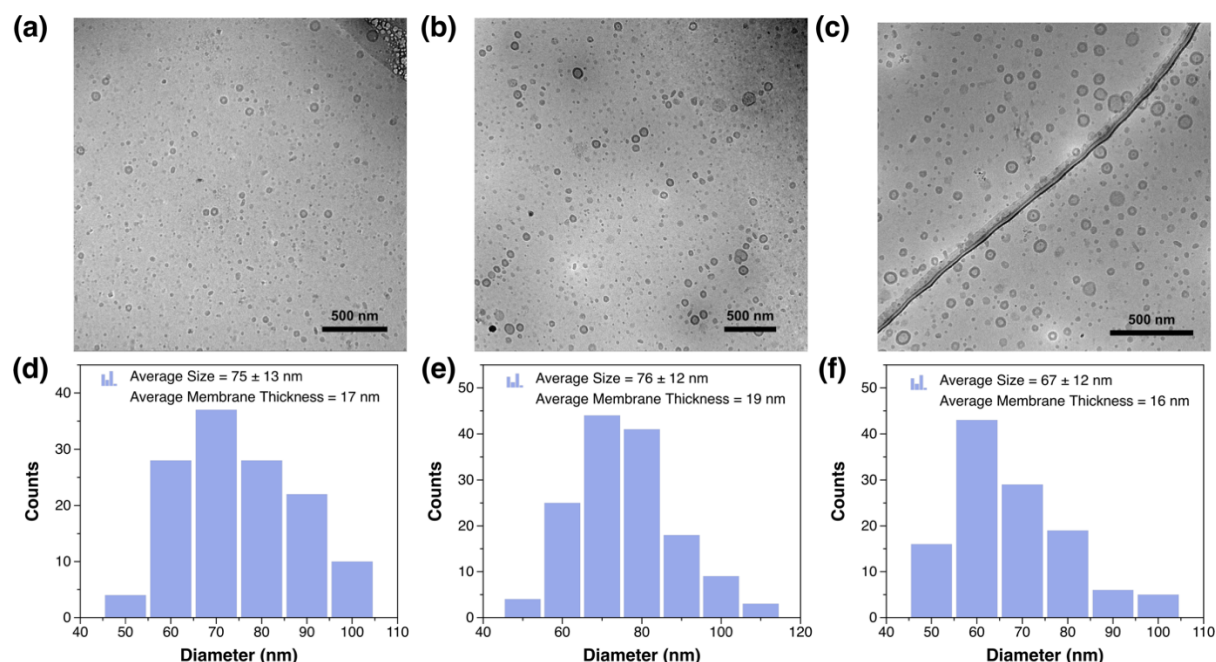 (a)
500 nm
(b)
500 nm
(c)
500 nm
(d)
Average Size = 75 ± 13 nm
Average Membrane Thickness = 17 nm
Counts
40
30
20
10
0
40 50 60 70 80 90 100 110
Diameter (nm)
(e)
Average Size = 76 ± 12 nm
Average Membrane Thickness = 19 nm
Counts
50
40
30
20
10
0
40 60 80 100 120
Diameter (nm)
(f)
Average Size = 67 ± 12 nm
Average Membrane Thickness = 16 nm
Counts
50
40
30
20
10
0
40 50 60 70 80 90 100 110
Diameter (nm)